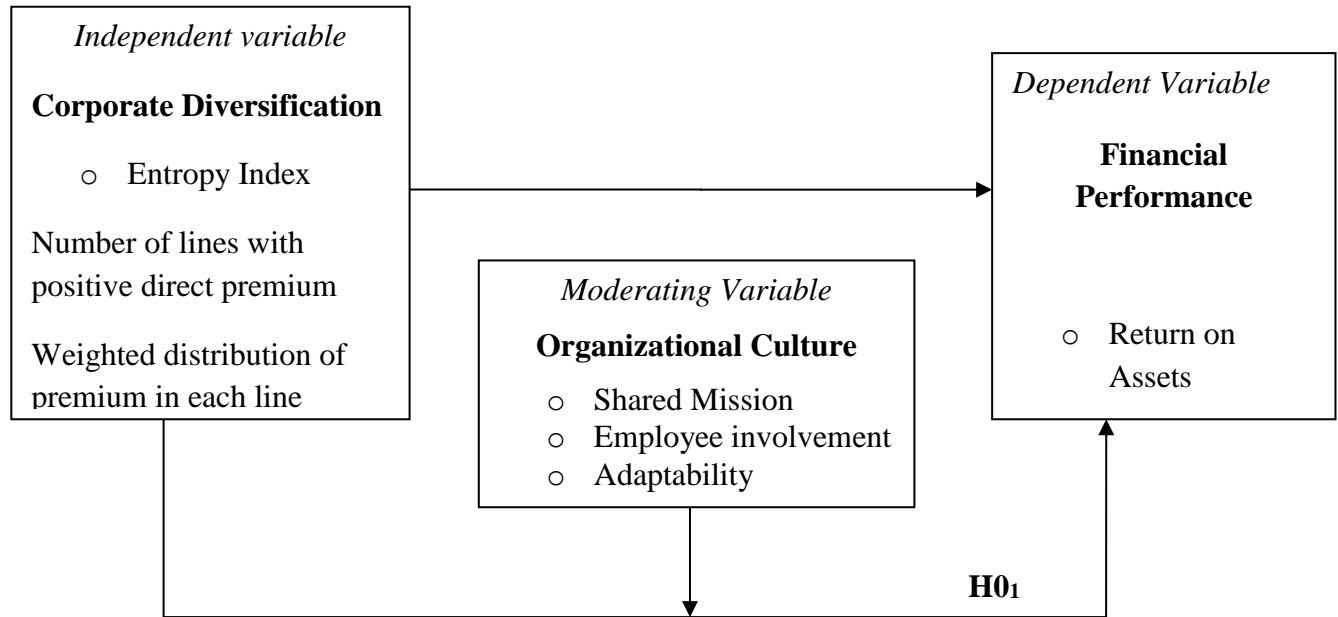 Independent variable
Corporate Diversification
o Entropy Index
Number of lines with
positive direct premium
Weighted distribution of
premium in each line
Moderating Variable
Organizational Culture
o Shared Mission
o Employee involvement
o Adaptability
Dependent Variable
Financial
Performance
o Return on
Assets
H0₁